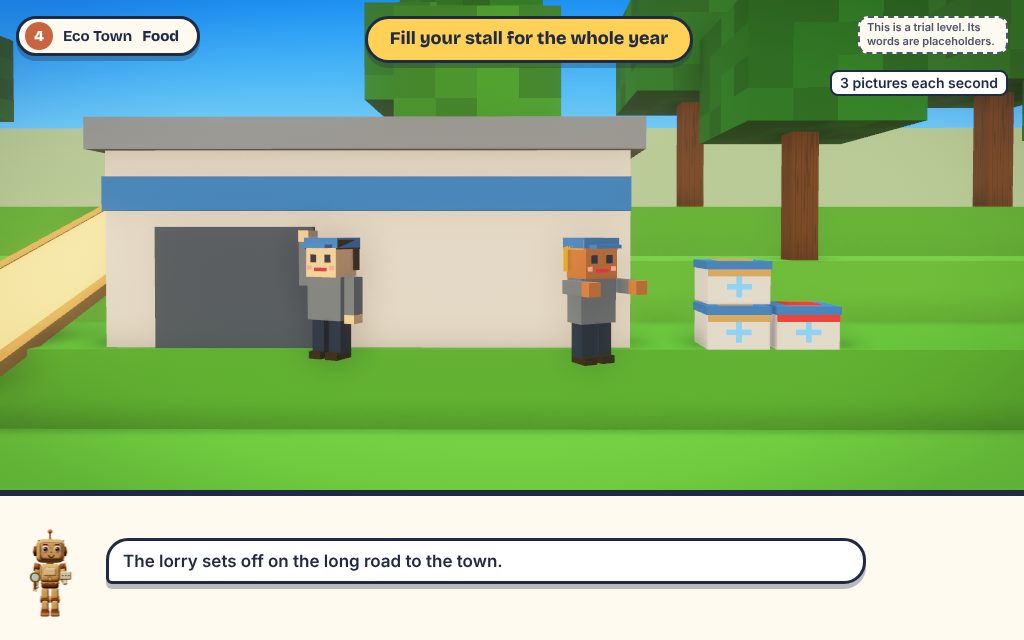 4 Eco Town Food
Fill your stall for the whole year
This is a trial level. Its
words are placeholders.
3 pictures each second
The lorry sets off on the long road to the town.